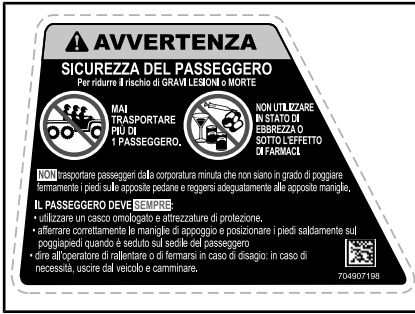 AVVERTENZA
SICUREZZA DEL PASSEGGERO
Per ridurre il rischio di GRAVI LESIONI o MORTE
MAI
TRASPORTARE
PIÙ DI
1 PASSEGGERO.
NON UTILIZZARE
IN STATO DI
EBBREZZA O
SOTTO L'EFFETTO
DI FARMACI.
NON trasportare passeggeri dalla corporatura minuta che non siano in grado di poggiare
fermamente i piedi sulle apposite pedane e reggersi adeguatamente alle apposite maniglie.
IL PASSEGGERO DEVE SEMPRE:
• utilizzare un casco omologato e attrezzature di protezione.
• afferrare correttamente le maniglie di appoggio e posizionare i piedi saldamente sul
poggiapiedi quando è seduto sul sedile del passeggero
• dire all'operatore di rallentare o di fermarsi in caso di disagio: in caso di
necessità, uscire dal veicolo e camminare.
704907198